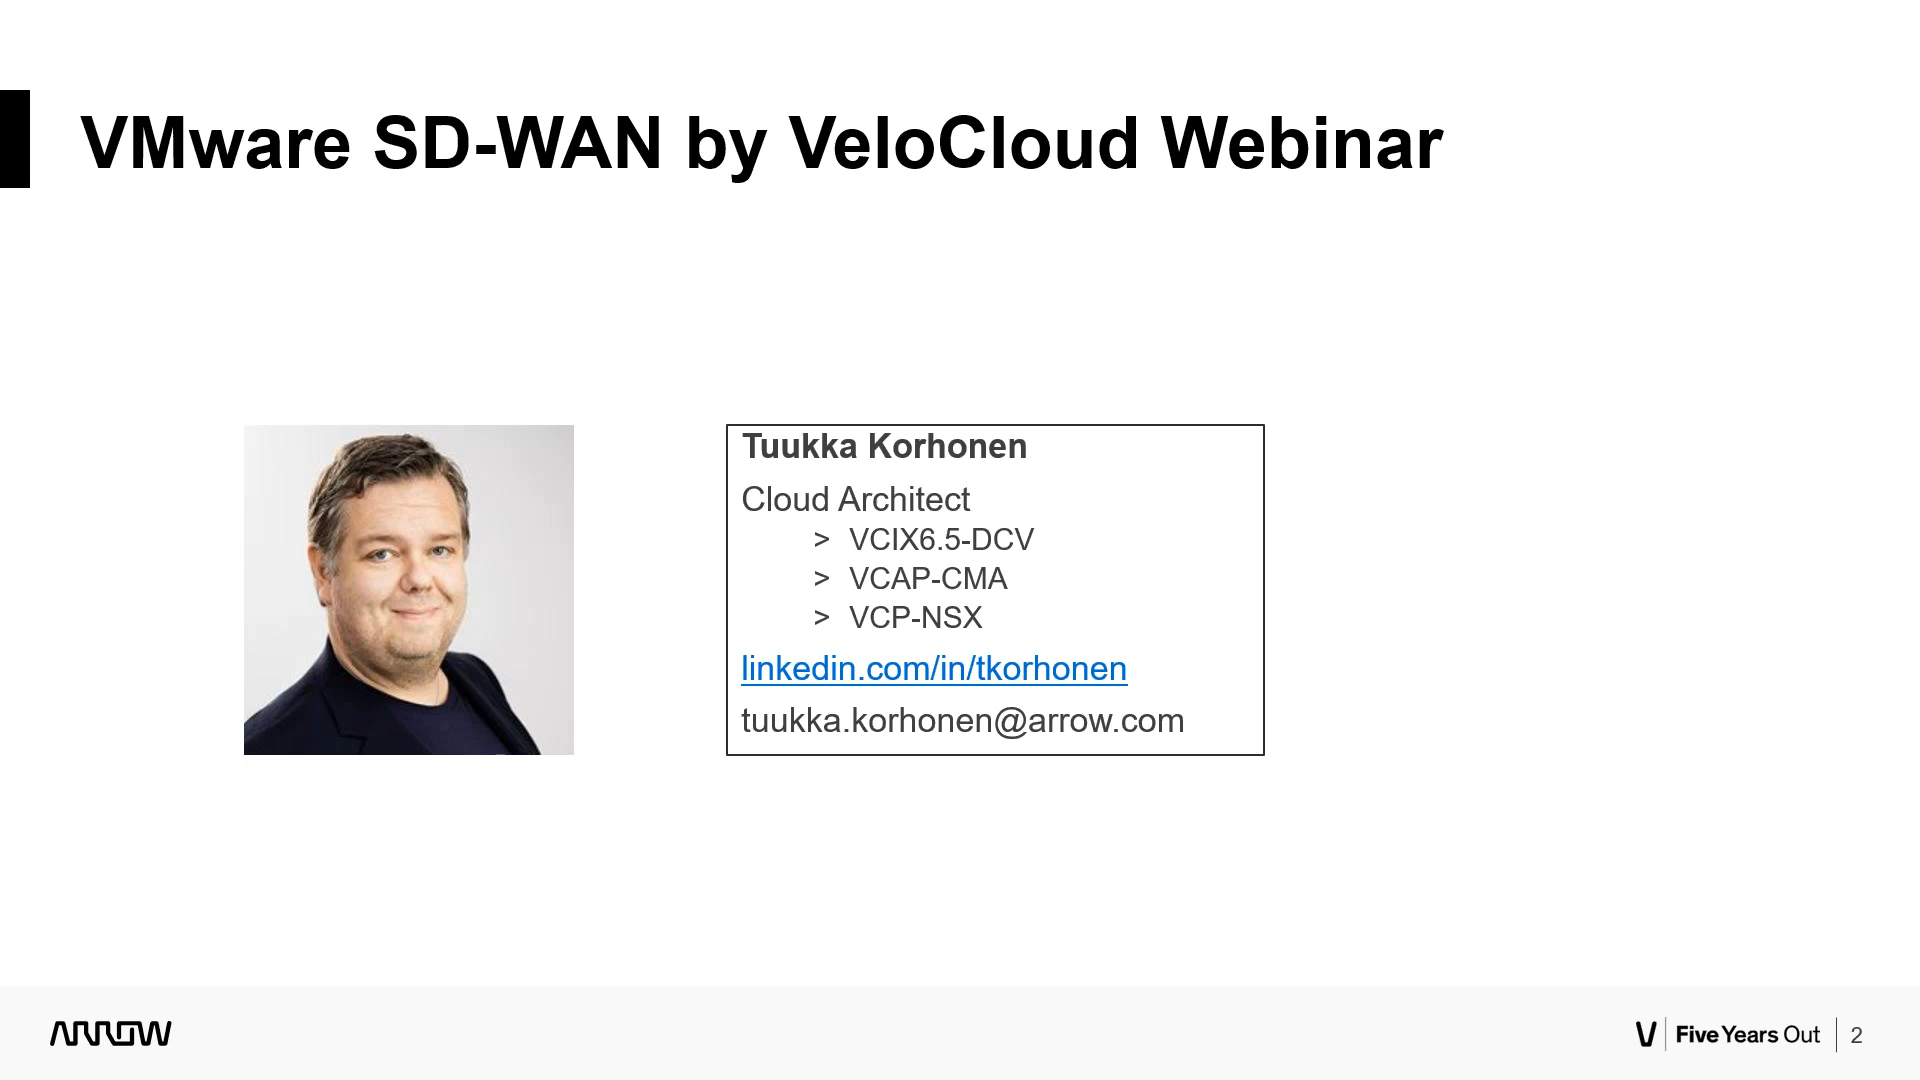 VMware SD-WAN by VeloCloud Webinar
Tuukka Korhonen
Cloud Architect
> VCIX6.5-DCV
> VCAP-CMA
> VCP-NSX
linkedin.com/in/tkorhonen
tuukka.korhonen@arrow.com
ARROW
V | Five Years Out | 2